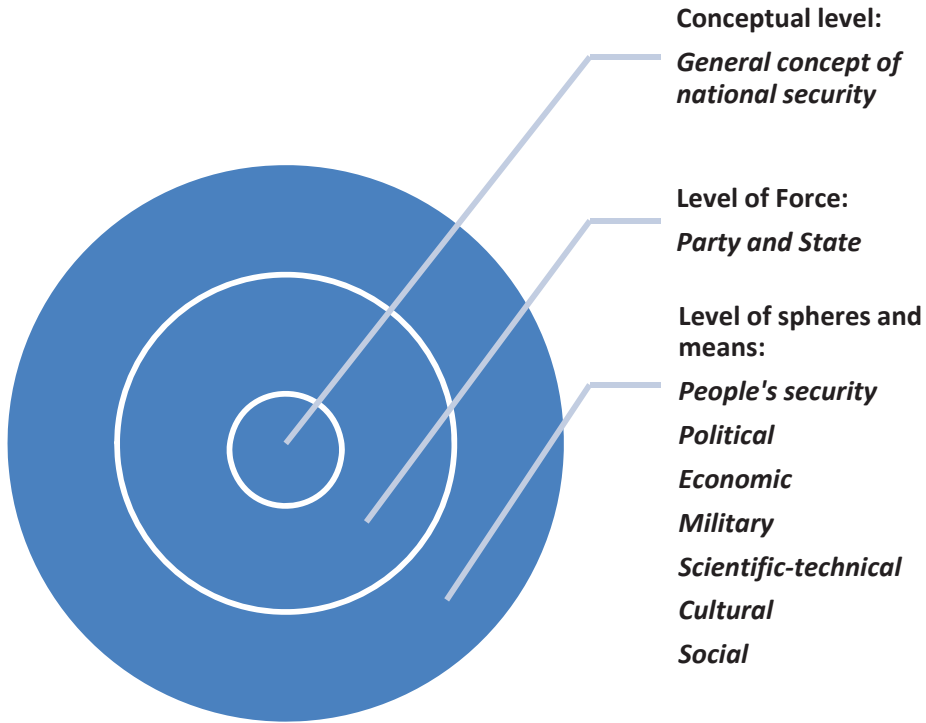 Conceptual level:
General concept of
national security
Level of Force:
Party and State
Level of spheres and
means:
People's security
Political
Economic
Military
Scientific-technical
Cultural
Social